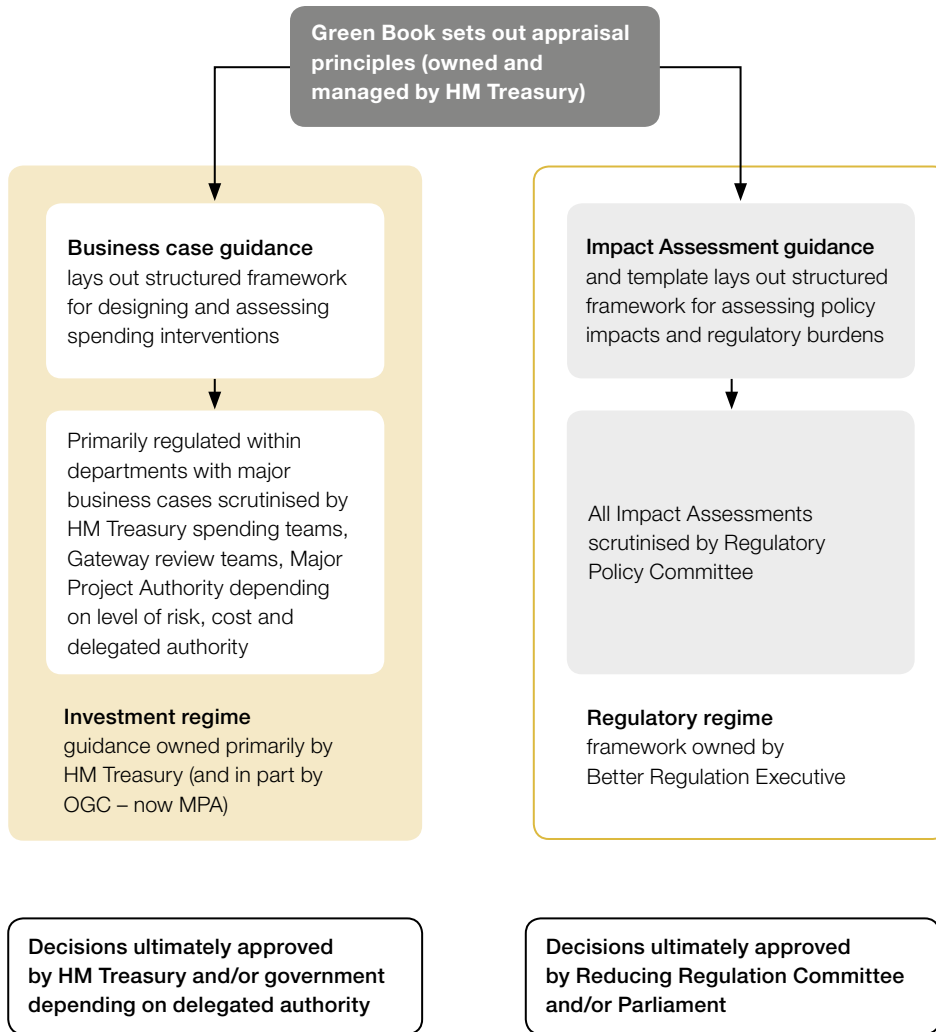 Green Book sets out appraisal
principles (owned and
managed by HM Treasury)
Business case guidance
lays out structured framework
for designing and assessing
spending interventions
Primarily regulated within
departments with major
business cases scrutinised by
HM Treasury spending teams,
Gateway review teams, Major
Project Authority depending
on level of risk, cost and
delegated authority
Investment regime
guidance owned primarily by
HM Treasury (and in part by
OGC – now MPA)
Impact Assessment guidance
and template lays out structured
framework for assessing policy
impacts and regulatory burdens
All Impact Assessments
scrutinised by Regulatory
Policy Committee
Regulatory regime
framework owned by
Better Regulation Executive
Decisions ultimately approved
by HM Treasury and/or government
depending on delegated authority
Decisions ultimately approved
by Reducing Regulation Committee
and/or Parliament